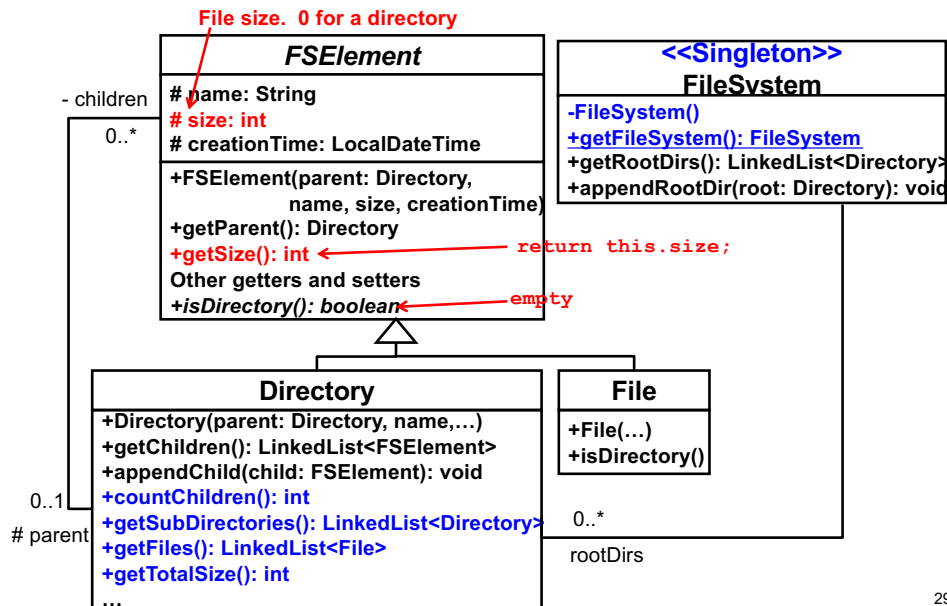 File size. 0 for a directory
FSElement
# name: String
# size: int
# creationTime: LocalDateTime
+FSElement(parent: Directory,
name, size, creationTime)
+getParent(): Directory
+getSize(): int
return this.size;
Other getters and setters
+isDirectory(): boolean
empty
<<Singleton>>
FileSystem
-FileSystem()
+getFileSystem(): FileSystem
+getRootDirs(): LinkedList<Directory>
+appendRootDir(root: Directory): void
- children
0..*
Directory
+Directory(parent: Directory, name,…)
+getChildren(): LinkedList<FSElement>
+appendChild(child: FSElement): void
+countChildren(): int
+getSubDirectories(): LinkedList<Directory>
+getFiles(): LinkedList<File>
+getTotalSize(): int
…
File
+File(…)
+isDirectory()
0..1
# parent
0..*
rootDirs
29